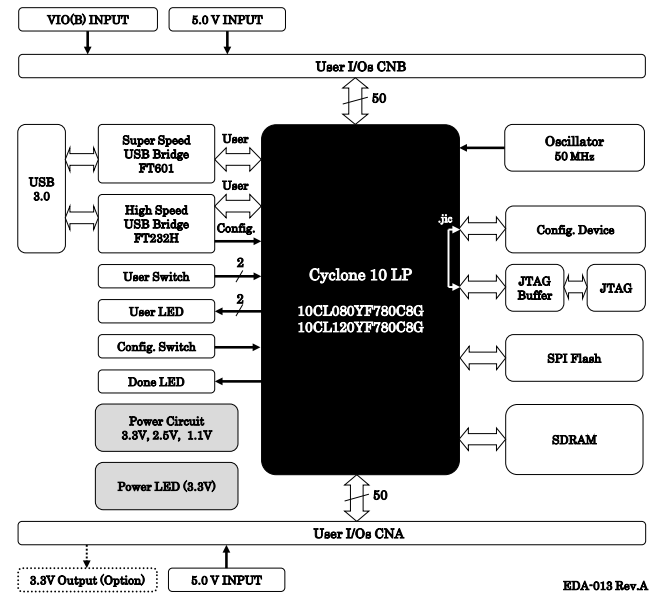 VIO(B) INPUT
5.0 V INPUT
User I/Os CNB
50
USB
3.0
Super Speed
USB Bridge
FT601
User
Oscillator
50 MHz
High Speed
USB Bridge
FT232H
User
Config.
.jic
Config. Device
User Switch
2
Cyclone 10 LP
10CL080YF780C8G
10CL120YF780C8G
JTAG
Buffer
JTAG
User LED
2
Config. Switch
SPI Flash
Done LED
Power Circuit
3.3V, 2.5V, 1.1V
SDRAM
Power LED (3.3V)
50
User I/Os CNA
3.3V Output (Option)
5.0 V INPUT
EDA-013 Rev.A